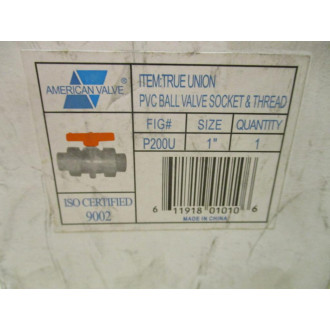 AMERICAN VALVE®
ITEM:TRUE UNION
PVC BALL VALVE SOCKET & THREAD
FIG# SIZE QUANTITY
P200U 1" 1
ISO CERTIFIED
9002
6 11918 01010 6
MADE IN CHINA